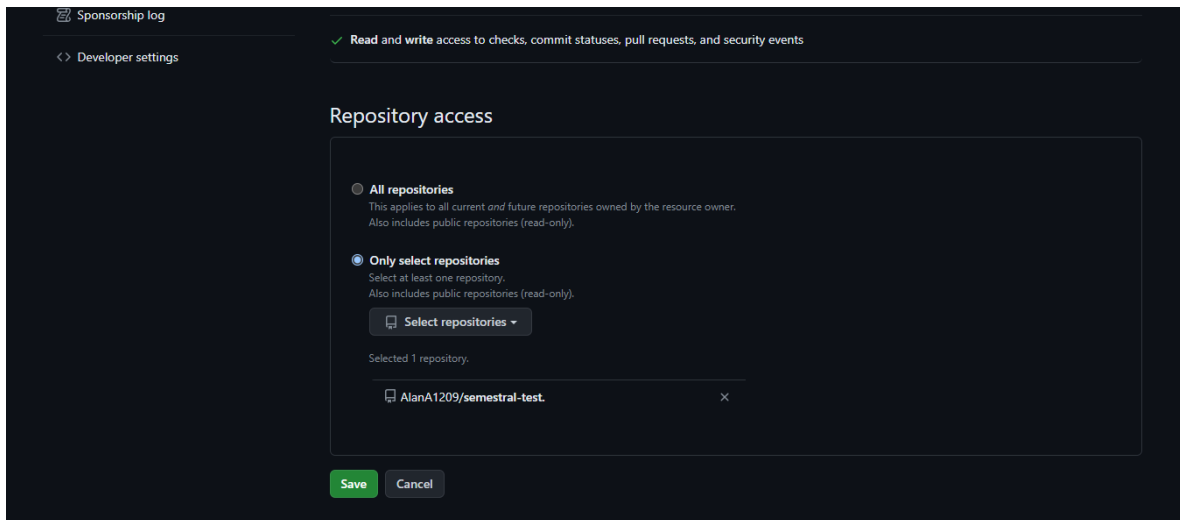 Sponsorship log
Developer settings
Read and write access to checks, commit statuses, pull requests, and security events
Repository access
All repositories
This applies to all current and future repositories owned by the resource owner.
Also includes public repositories (read-only).
Only select repositories
Select at least one repository.
Also includes public repositories (read-only).
Select repositories
Selected 1 repository.
AlanA1209/semestral-test.
Save Cancel